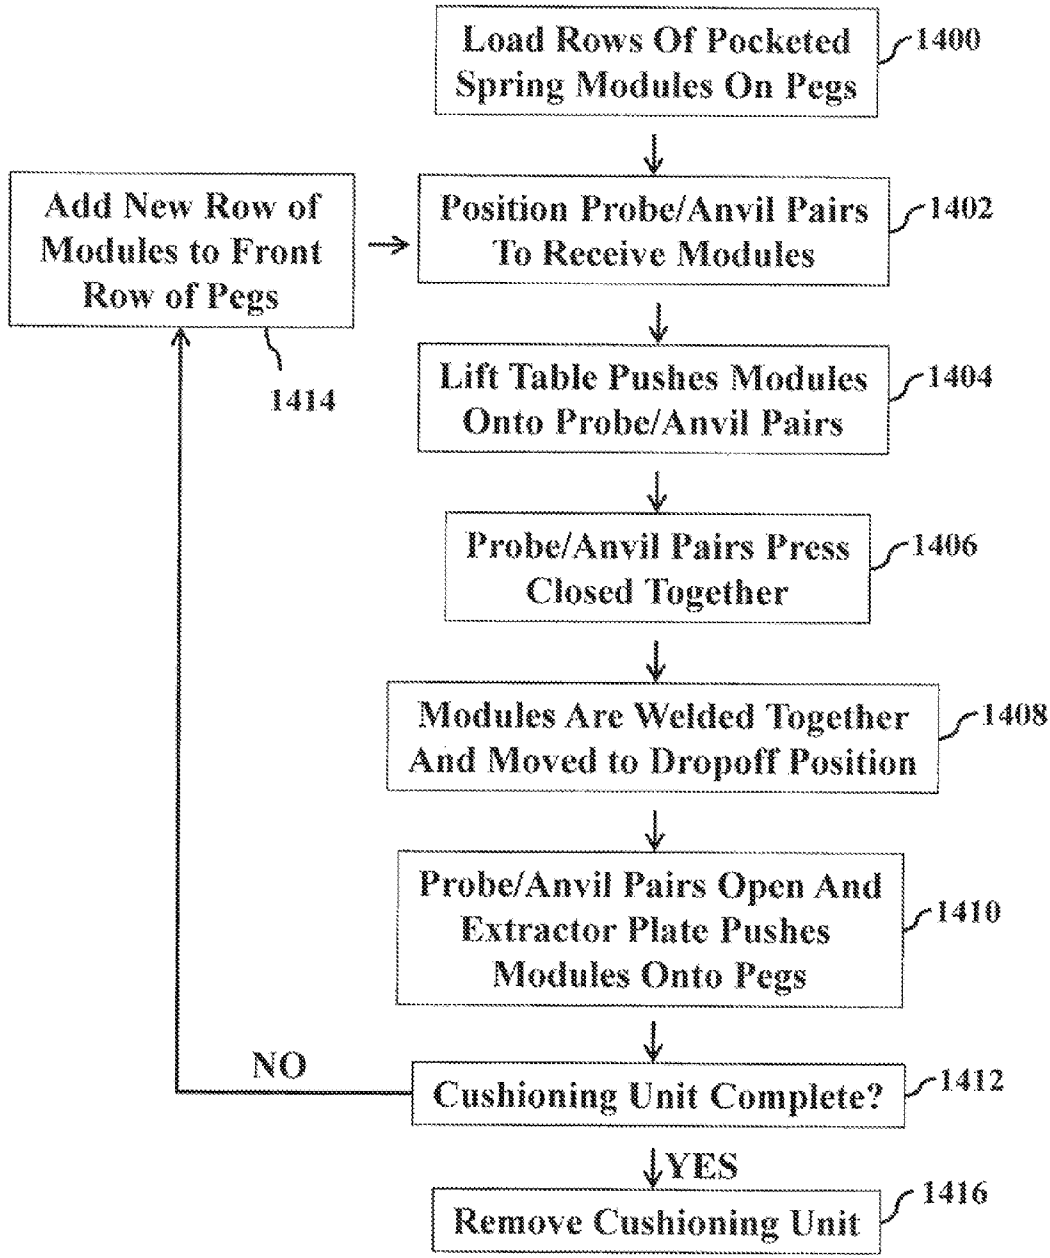 Load Rows Of Pocketed
Spring Modules On Pegs
1400
Add New Row of
Modules to Front
Row of Pegs
1414
Position Probe/Anvil Pairs
To Receive Modules
1402
Lift Table Pushes Modules
Onto Probe/Anvil Pairs
1404
Probe/Anvil Pairs Press
Closed Together
1406
Modules Are Welded Together
And Moved to Dropoff Position
1408
Probe/Anvil Pairs Open And
Extractor Plate Pushes
Modules Onto Pegs
1410
NO
Cushioning Unit Complete?
1412
YES
Remove Cushioning Unit
1416